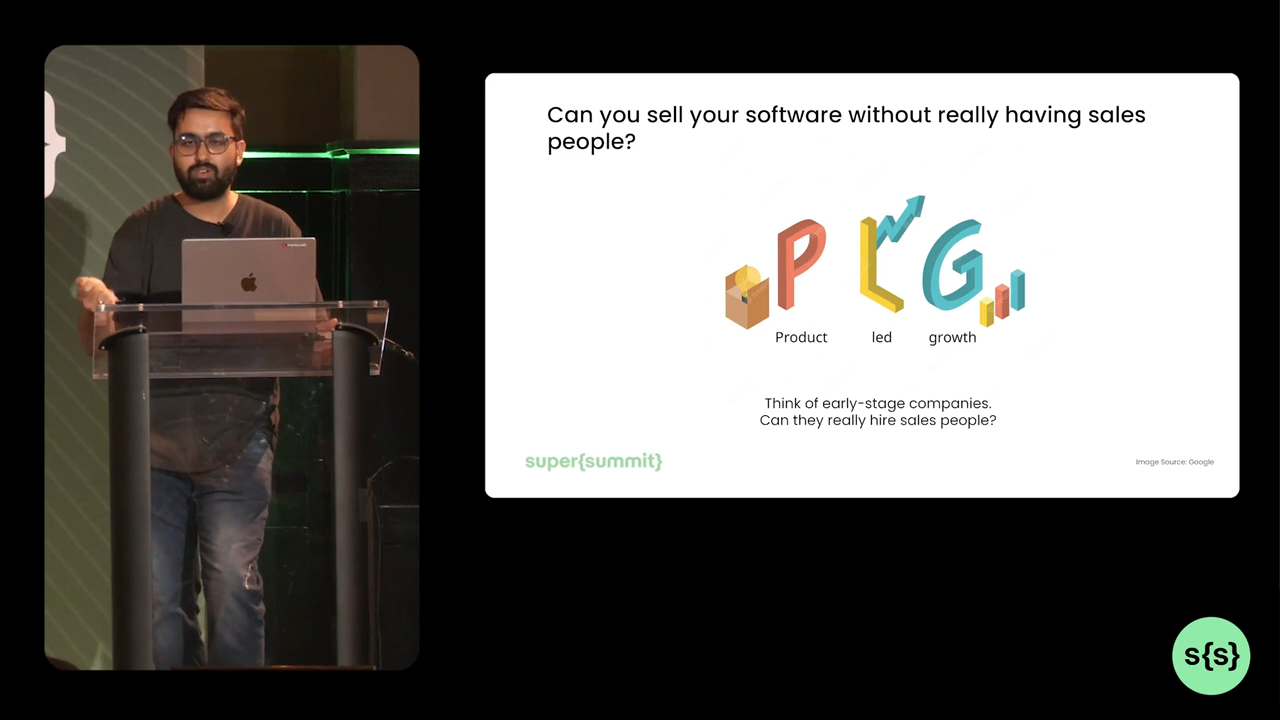 Can you sell your software without really having sales
people?
P L G
Product led growth
Think of early-stage companies.
Can they really hire sales people?
super{summit}
Image Source: Google
s{s}